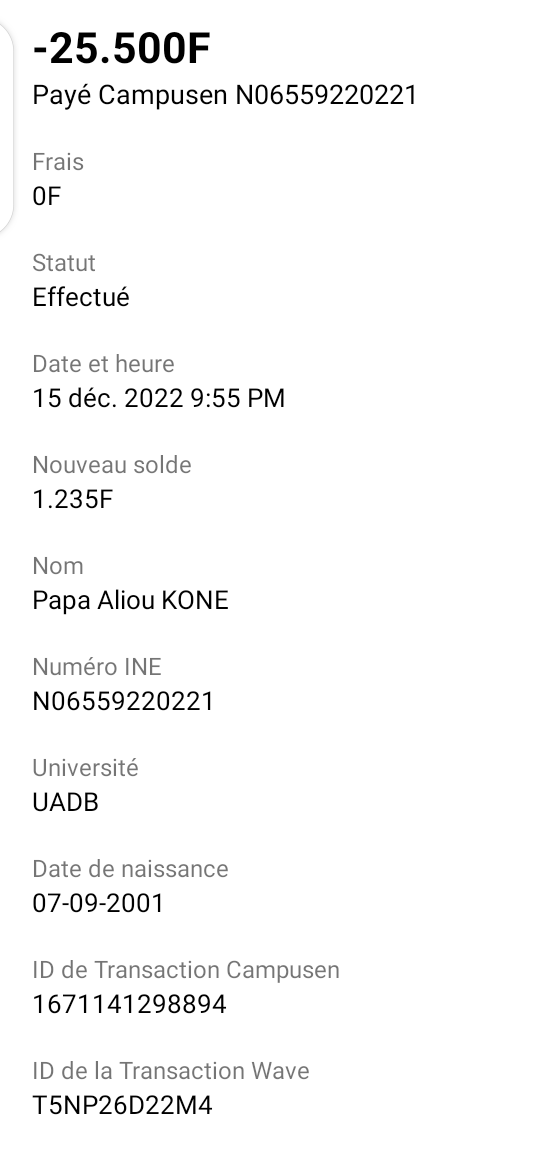 -25.500F
Payé Campusen N06559220221
Frais
0F
Statut
Effectué
Date et heure
15 déc. 2022 9:55 PM
Nouveau solde
1.235F
Nom
Papa Aliou KONE
Numéro INE
N06559220221
Université
UADB
Date de naissance
07-09-2001
ID de Transaction Campusen
1671141298894
ID de la Transaction Wave
T5NP26D22M4